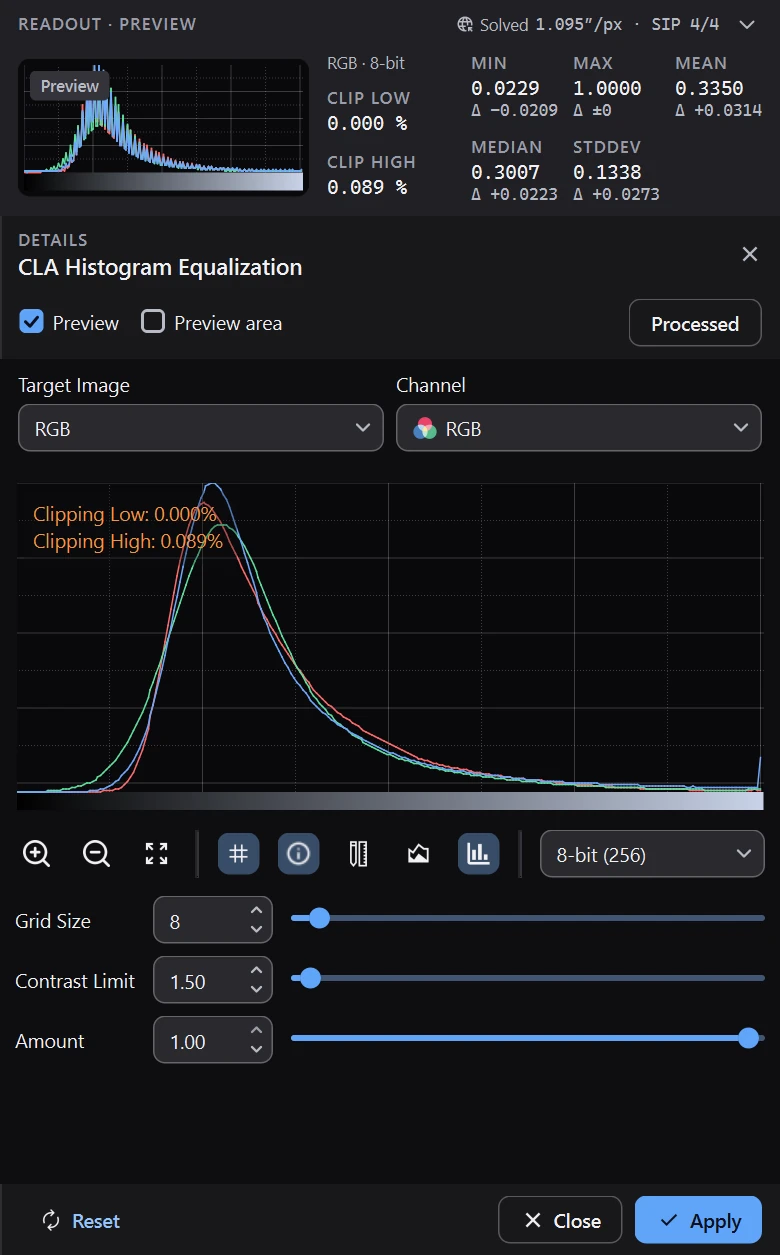 READOUT · PREVIEW
Solved 1.095″/px · SIP 4/4
Preview
RGB · 8-bit
CLIP LOW
0.000 %
CLIP HIGH
0.089 %
MIN
0.0229
Δ −0.0209
MAX
1.0000
Δ ±0
MEAN
0.3350
Δ +0.0314
MEDIAN
0.3007
Δ +0.0223
STDDEV
0.1338
Δ +0.0273
DETAILS
CLA Histogram Equalization
Preview
Preview area
Processed
Target Image
Channel
RGB
RGB
Clipping Low: 0.000%
Clipping High: 0.089%
8-bit (256)
Grid Size
8
Contrast Limit
1.50
Amount
1.00
Reset
Close
Apply